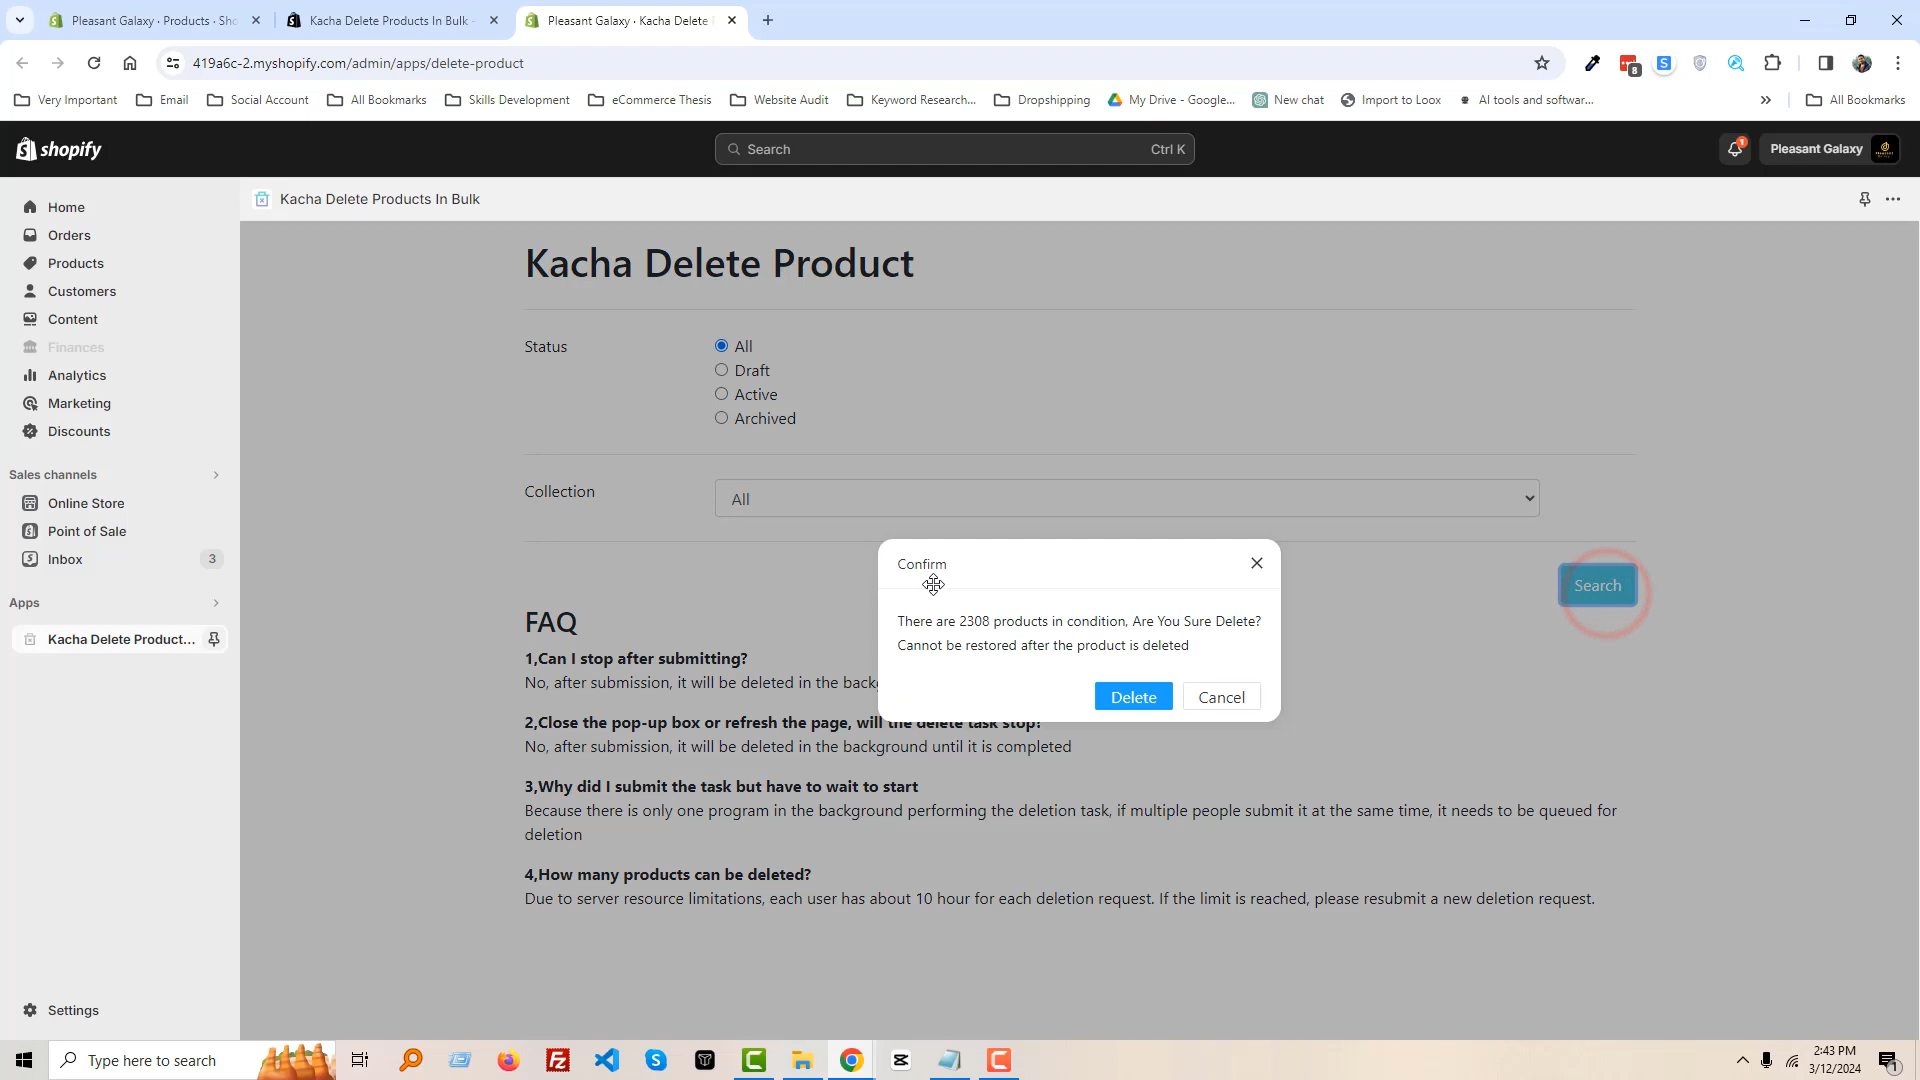 Pleasant Galaxy · Products · Sho
Kacha Delete Products In Bulk -
Pleasant Galaxy · Kacha Delete
419a6c-2.myshopify.com/admin/apps/delete-product
8
Very Important
Email
Social Account
All Bookmarks
Skills Development
eCommerce Thesis
Website Audit
Keyword Research...
Dropshipping
My Drive - Google...
New chat
Import to Loox
AI tools and softwar...
All Bookmarks
shopify
Search
Ctrl K
1
Pleasant Galaxy
Home
Orders
Products
Customers
Content
Finances
Analytics
Marketing
Discounts
Sales channels
Online Store
Point of Sale
Inbox
3
Apps
Kacha Delete Product...
Settings
Kacha Delete Products In Bulk
Kacha Delete Product
Status
All
Draft
Active
Archived
Collection
All
Search
Confirm
There are 2308 products in condition, Are You Sure Delete?
Cannot be restored after the product is deleted
Delete
Cancel
FAQ
1,Can I stop after submitting?
No, after submission, it will be deleted in the back
2,Close the pop-up box or refresh the page, will the delete task stop?
No, after submission, it will be deleted in the background until it is completed
3,Why did I submit the task but have to wait to start
Because there is only one program in the background performing the deletion task, if multiple people submit it at the same time, it needs to be queued for
deletion
4,How many products can be deleted?
Due to server resource limitations, each user has about 10 hour for each deletion request. If the limit is reached, please resubmit a new deletion request.
Type here to search
2:43 PM
3/12/2024
1